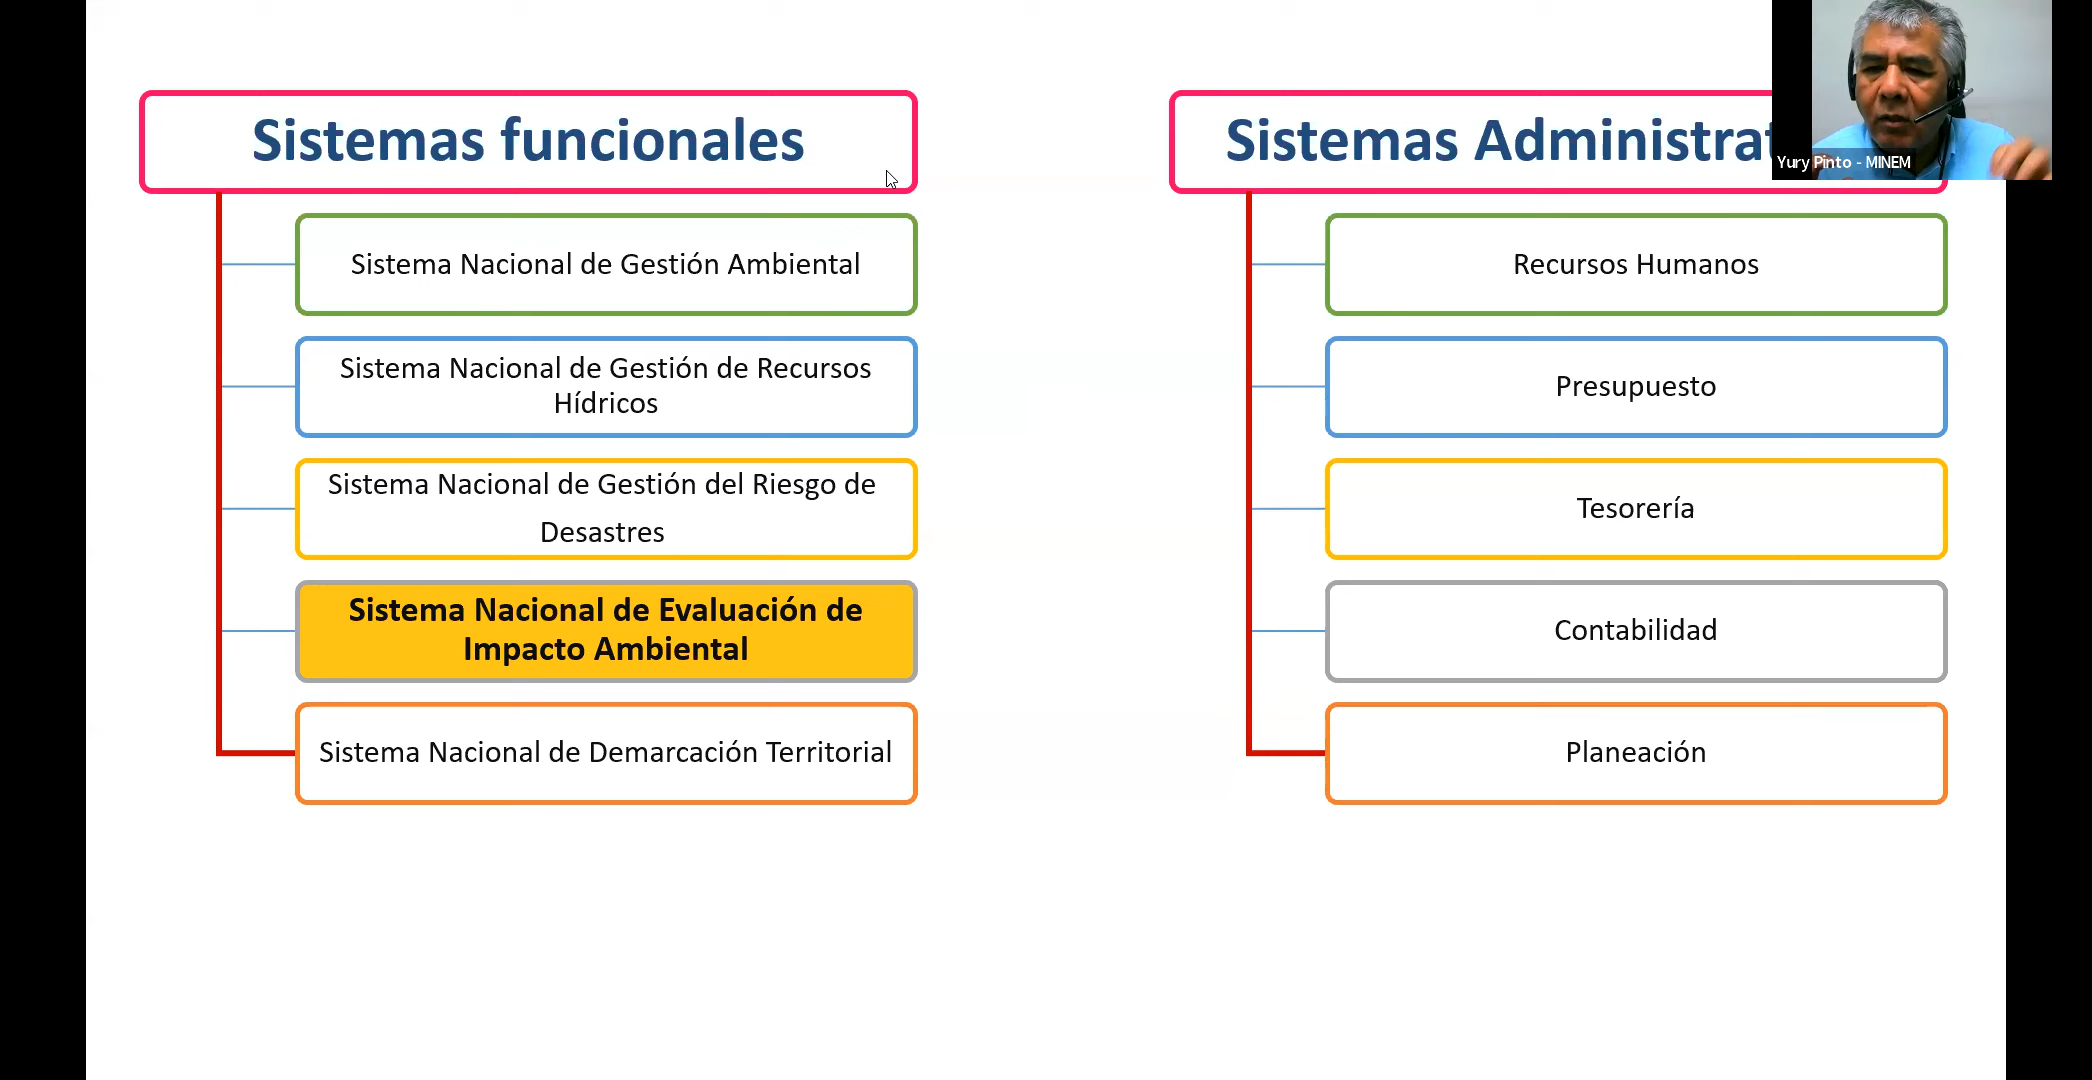 Sistemas funcionales
Sistema Nacional de Gestión Ambiental
Sistema Nacional de Gestión de Recursos
Hídricos
Sistema Nacional de Gestión del Riesgo de
Desastres
Sistema Nacional de Evaluación de
Impacto Ambiental
Sistema Nacional de Demarcación Territorial
Sistemas Administrat
Recursos Humanos
Presupuesto
Tesorería
Contabilidad
Planeación
Yury Pinto - MINEM